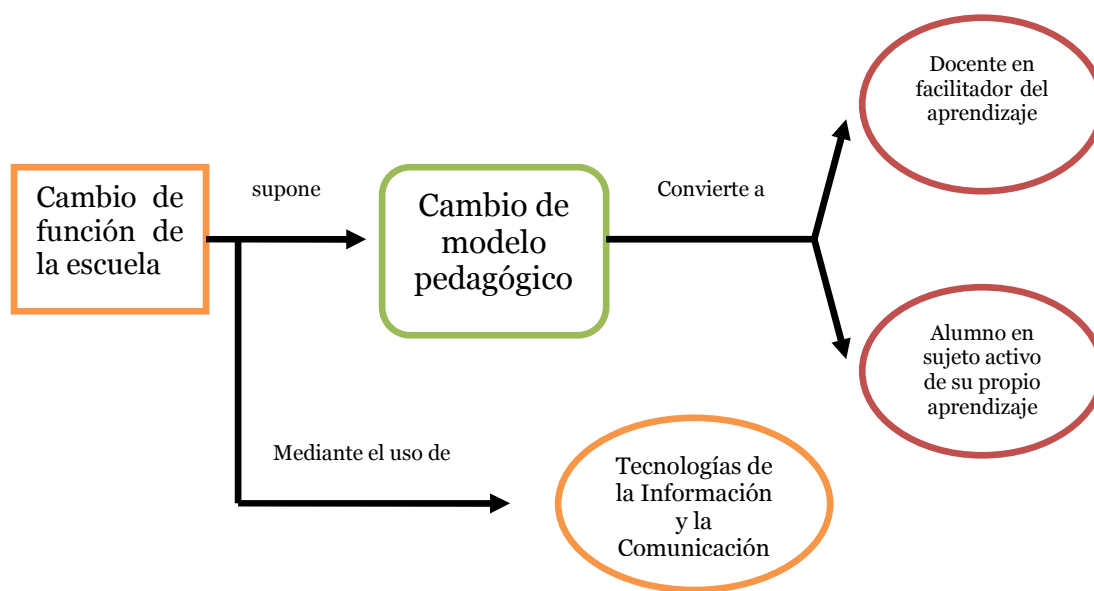 Docente en
facilitador del
aprendizaje
Cambio de
función de
la escuela
supone
Cambio de
modelo
pedagógico
Convierte a
Alumno en
sujeto activo
de su propio
aprendizaje
Mediante el uso de
Tecnologías de
la Información
y la
Comunicación